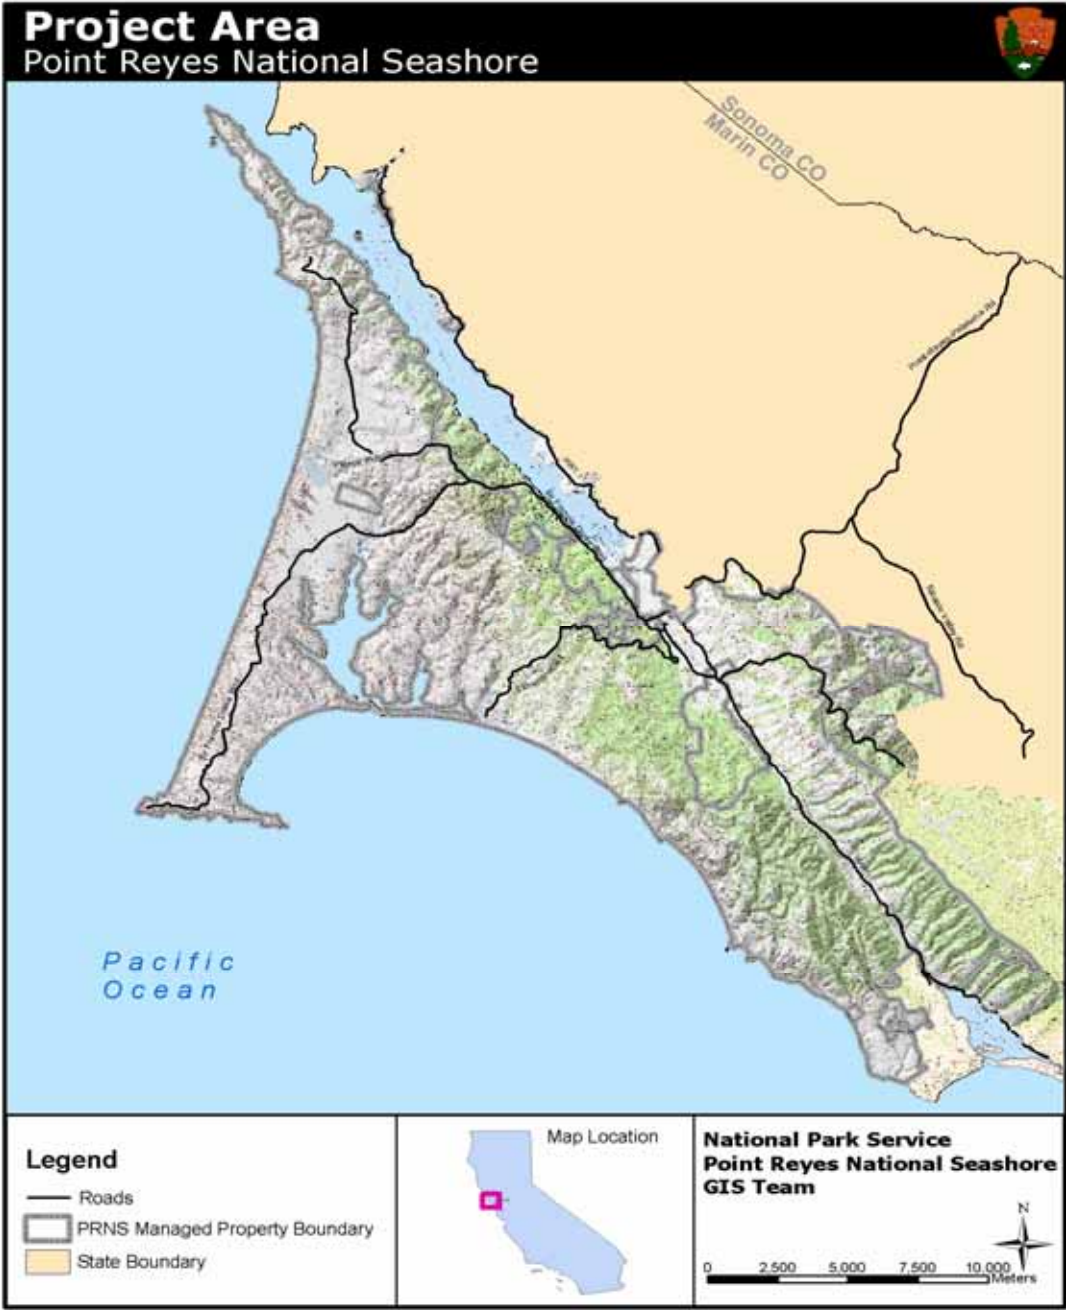 Project Area
Point Reyes National Seashore
Sonoma CO
Marin CO
Pacific
Ocean
Legend
Roads
PRNS Managed Property Boundary
State Boundary
Map Location
National Park Service
Point Reyes National Seashore
GIS Team
N
0 2,500 5,000 7,500 10,000
Meters